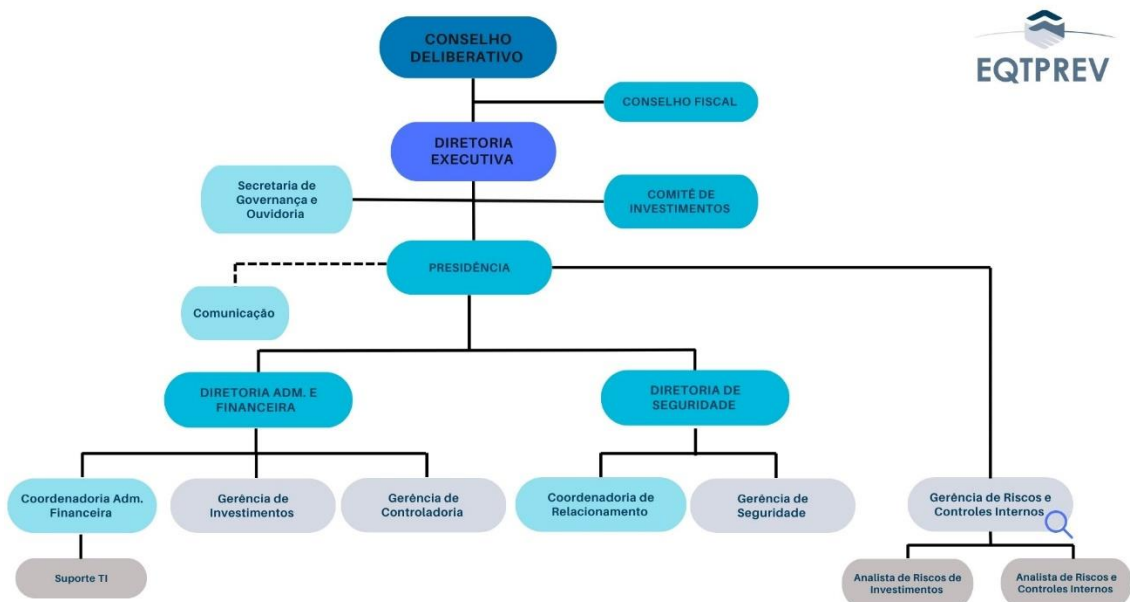 CONSELHO
DELIBERATIVO
EQTPREV
CONSELHO FISCAL
DIRETORIA
EXECUTIVA
Secretaria de
Governança e
Ouvidoria
COMITÊ DE
INVESTIMENTOS
PRESIDÊNCIA
Comunicação
DIRETORIA ADM. E
FINANCEIRA
DIRETORIA DE
SEGURIDADE
Coordenadoria Adm.
Financeira
Gerência de
Investimentos
Gerência de
Controladoria
Coordenadoria de
Relacionamento
Gerência de
Seguridade
Gerência de Riscos e
Controles Internos
Suporte TI
Analista de Riscos de
Investimentos
Analista de Riscos e
Controles Internos